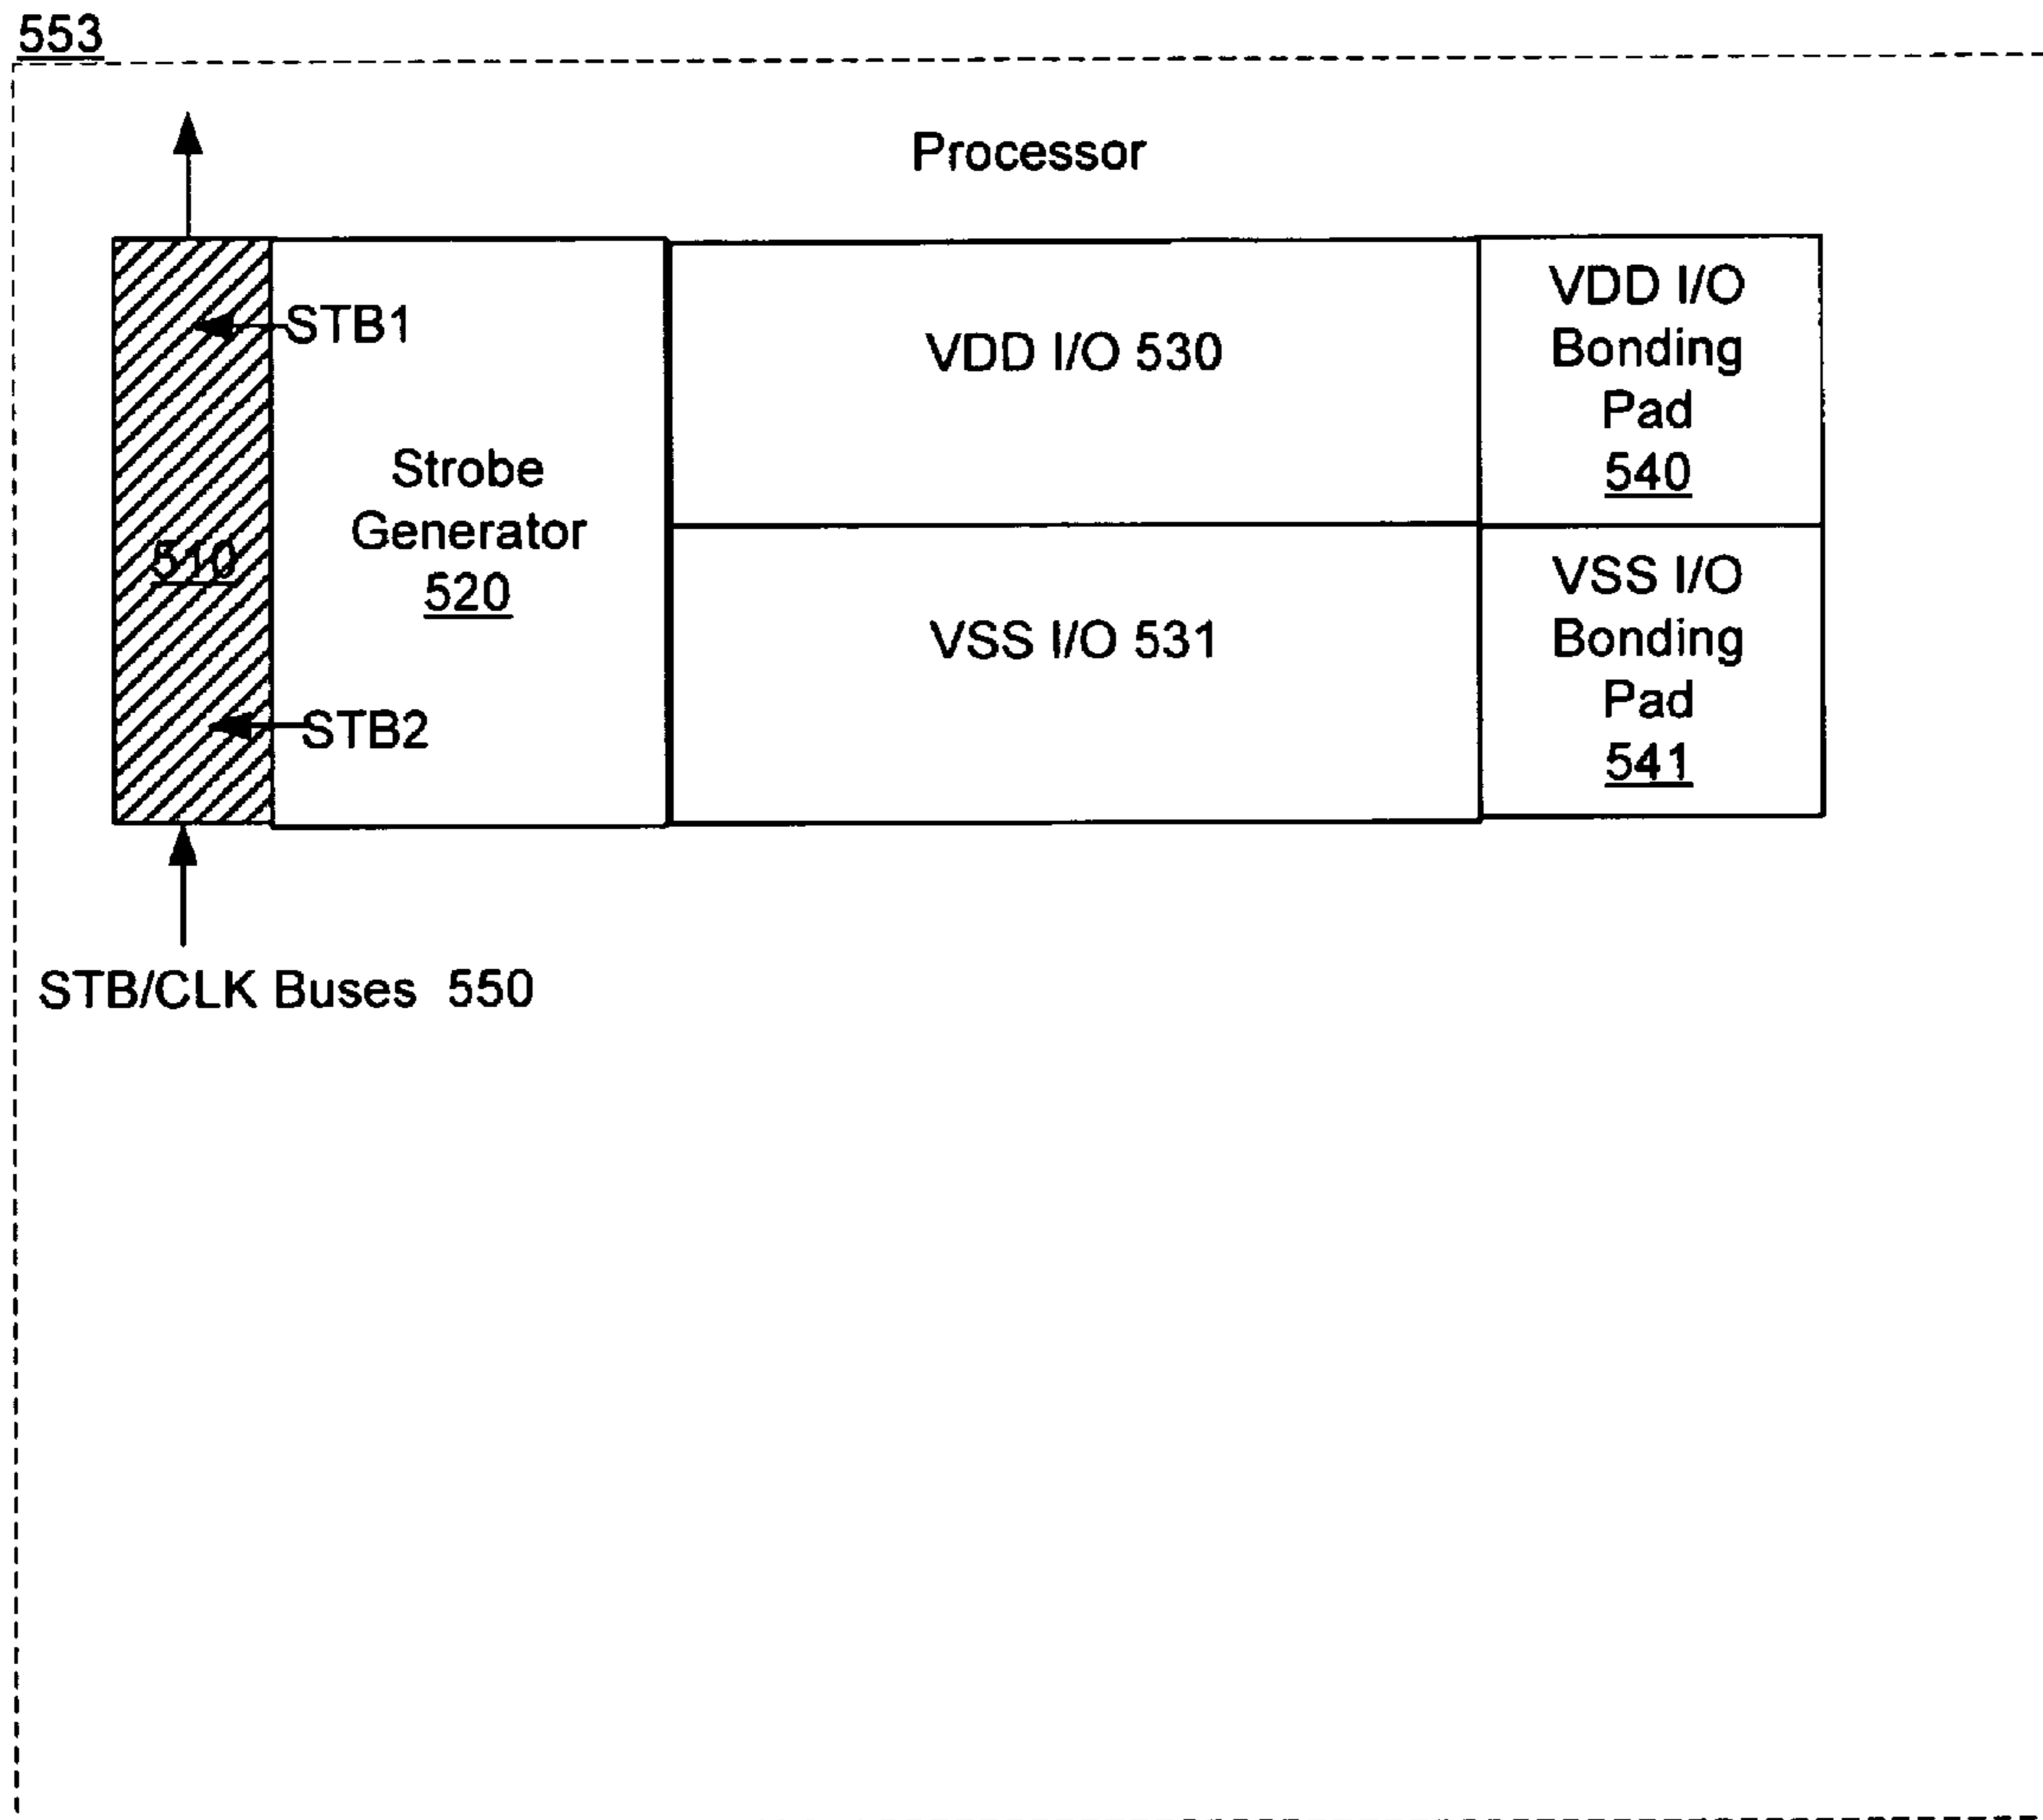 553
Processor
STB1
Strobe
Generator
520
510
STB2
VDD I/O 530
VSS I/O 531
VDD I/O
Bonding
Pad
540
VSS I/O
Bonding
Pad
541
STB/CLK Buses 550